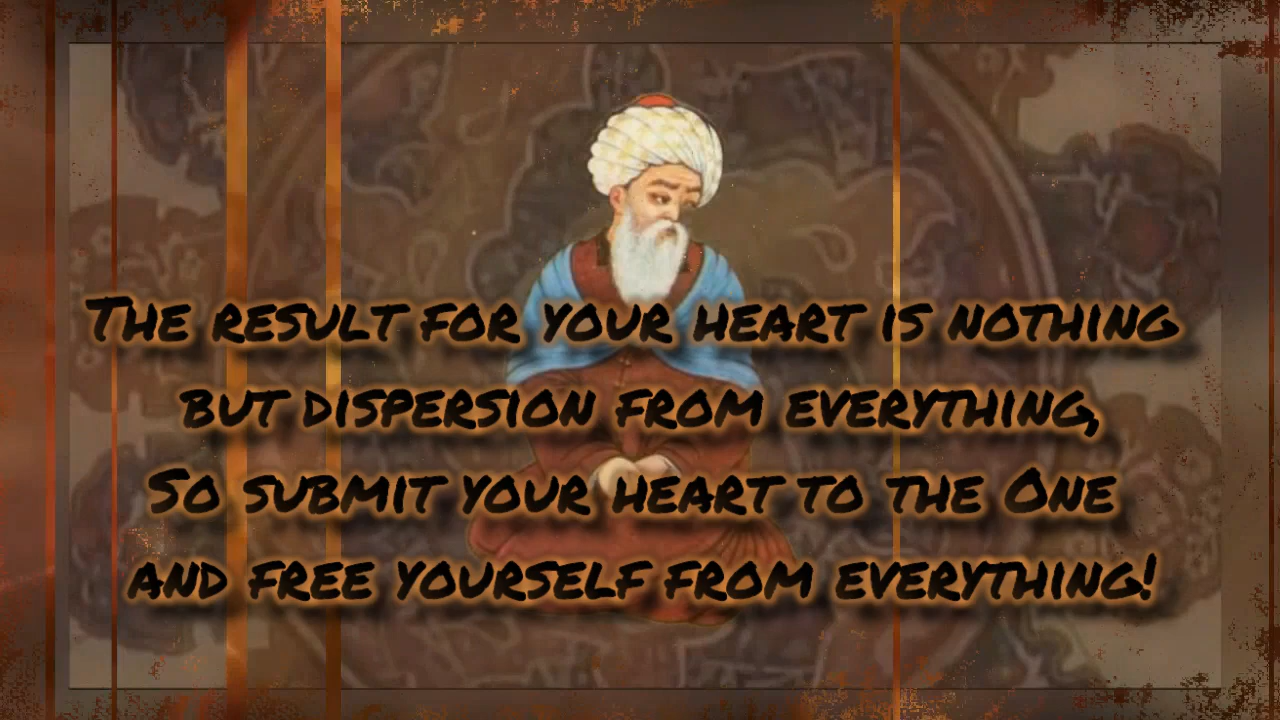 The result for your heart is nothing
but dispersion from everything,
So submit your heart to the One
and free yourself from everything!